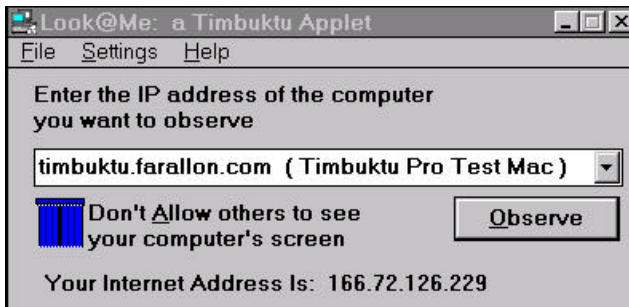 Look@Me: a Timbuktu Applet
File Settings Help
Enter the IP address of the computer
you want to observe
timbuktu.farallon.com ( Timbuktu Pro Test Mac )
Don't Allow others to see
your computer's screen
Observe
Your Internet Address Is: 166.72.126.229